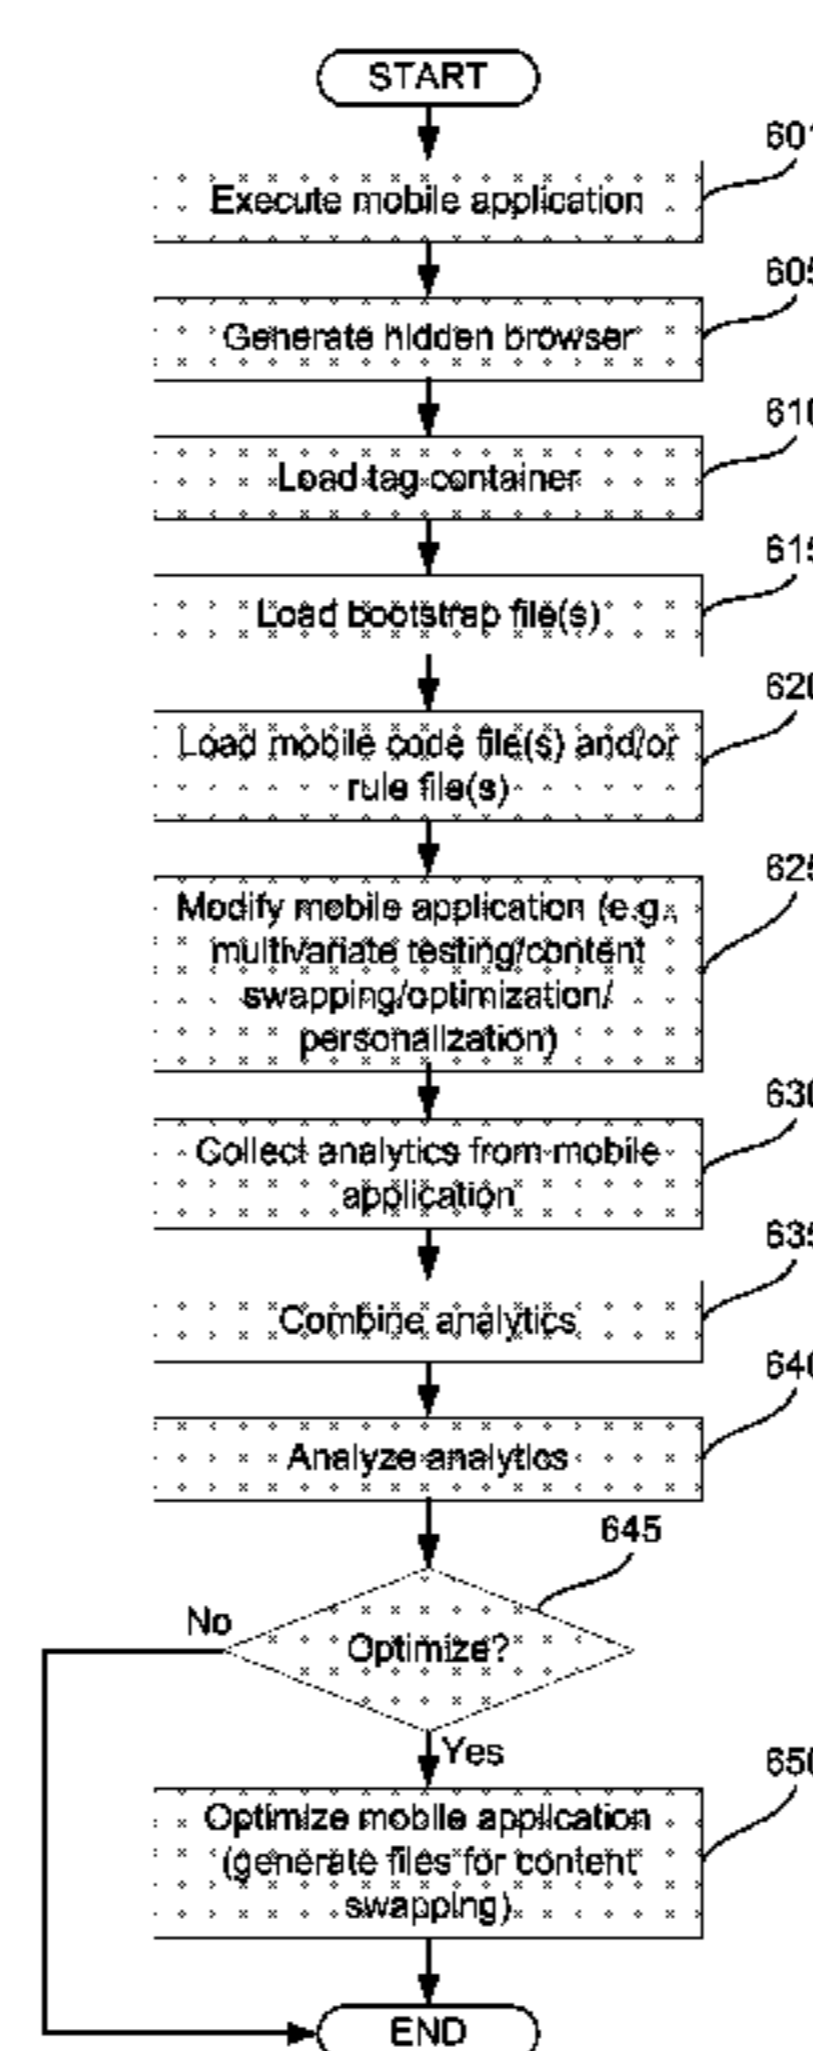 START
601
Execute mobile application
605
Generate hidden browser
610
Load tag container
615
Load bootstrap file(s)
620
Load mobile code file(s) and/or
rule file(s)
625
Modify mobile application (e.g.,
multivariate testing/content
swapping/optimization/
personalization)
630
Collect analytics from mobile
application
635
Combine analytics
640
Analyze analytics
645
No
Optimize?
Yes
650
Optimize mobile application
(generate files for content
swapping)
END